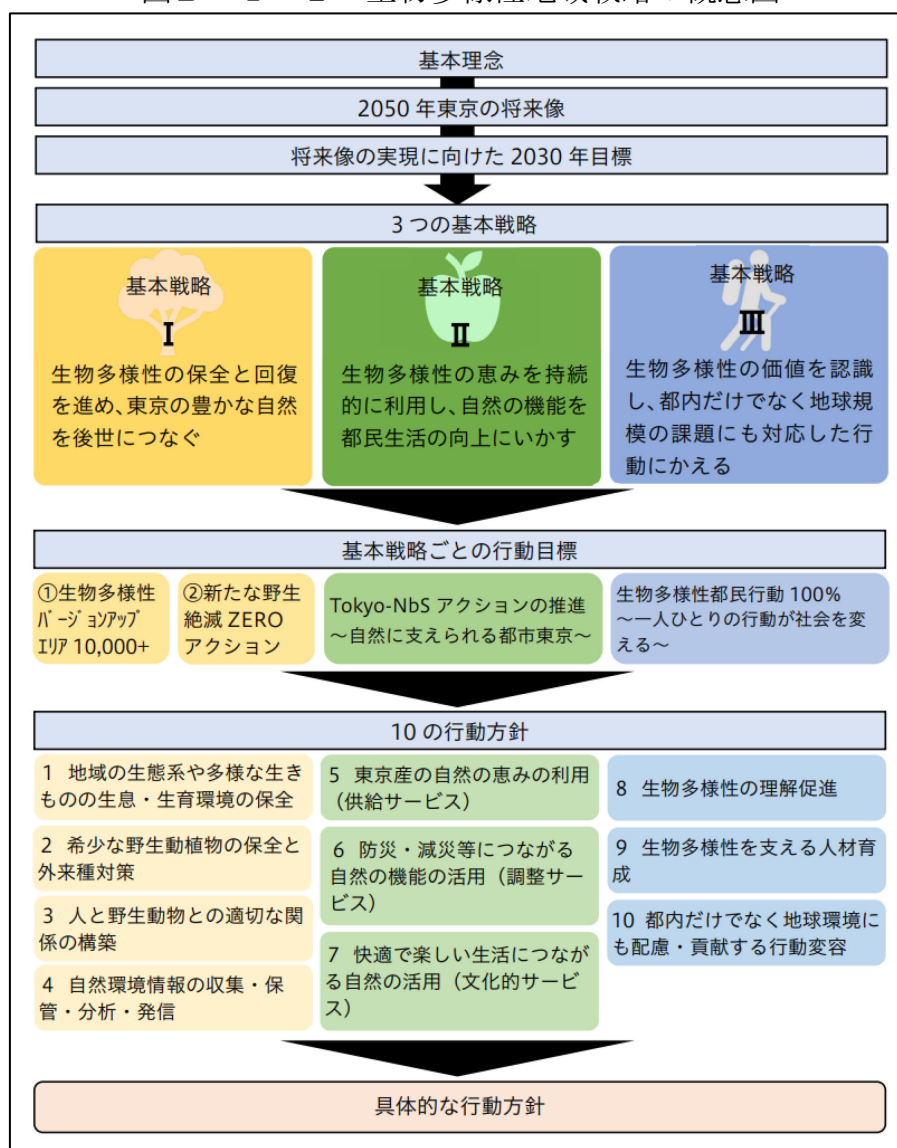 基本理念
2050 年東京の将来像
将来像の実現に向けた 2030 年目標
3 つの基本戦略
基本戦略
Ⅰ
生物多様性の保全と回復
を進め、東京の豊かな自然
を後世につなぐ
基本戦略
Ⅱ
生物多様性の恵みを持続
的に利用し、自然の機能を
都民生活の向上にいかす
基本戦略
Ⅲ
生物多様性の価値を認識
し、都内だけでなく地球規
模の課題にも対応した行
動にかえる
基本戦略ごとの行動目標
①生物多様性
ﾊﾞｰｼﾞｮﾝｱｯﾌﾟ
ｴﾘｱ 10,000+
②新たな野生
絶滅 ZERO
アクション
Tokyo-NbS アクションの推進
～自然に支えられる都市東京～
生物多様性都民行動 100%
～一人ひとりの行動が社会を変
える～
10 の行動方針
1 地域の生態系や多様な生き
ものの生息・生育環境の保全
2 希少な野生動植物の保全と
外来種対策
3 人と野生動物との適切な関
係の構築
4 自然環境情報の収集・保
管・分析・発信
5 東京産の自然の恵みの利用
(供給サービス)
6 防災・減災等につながる
自然の機能の活用（調整サー
ビス）
7 快適で楽しい生活につなが
る自然の活用（文化的サービ
ス）
8 生物多様性の理解促進
9 生物多様性を支える人材育
成
10 都内だけでなく地球環境に
も配慮・貢献する行動変容
具体的な行動方針